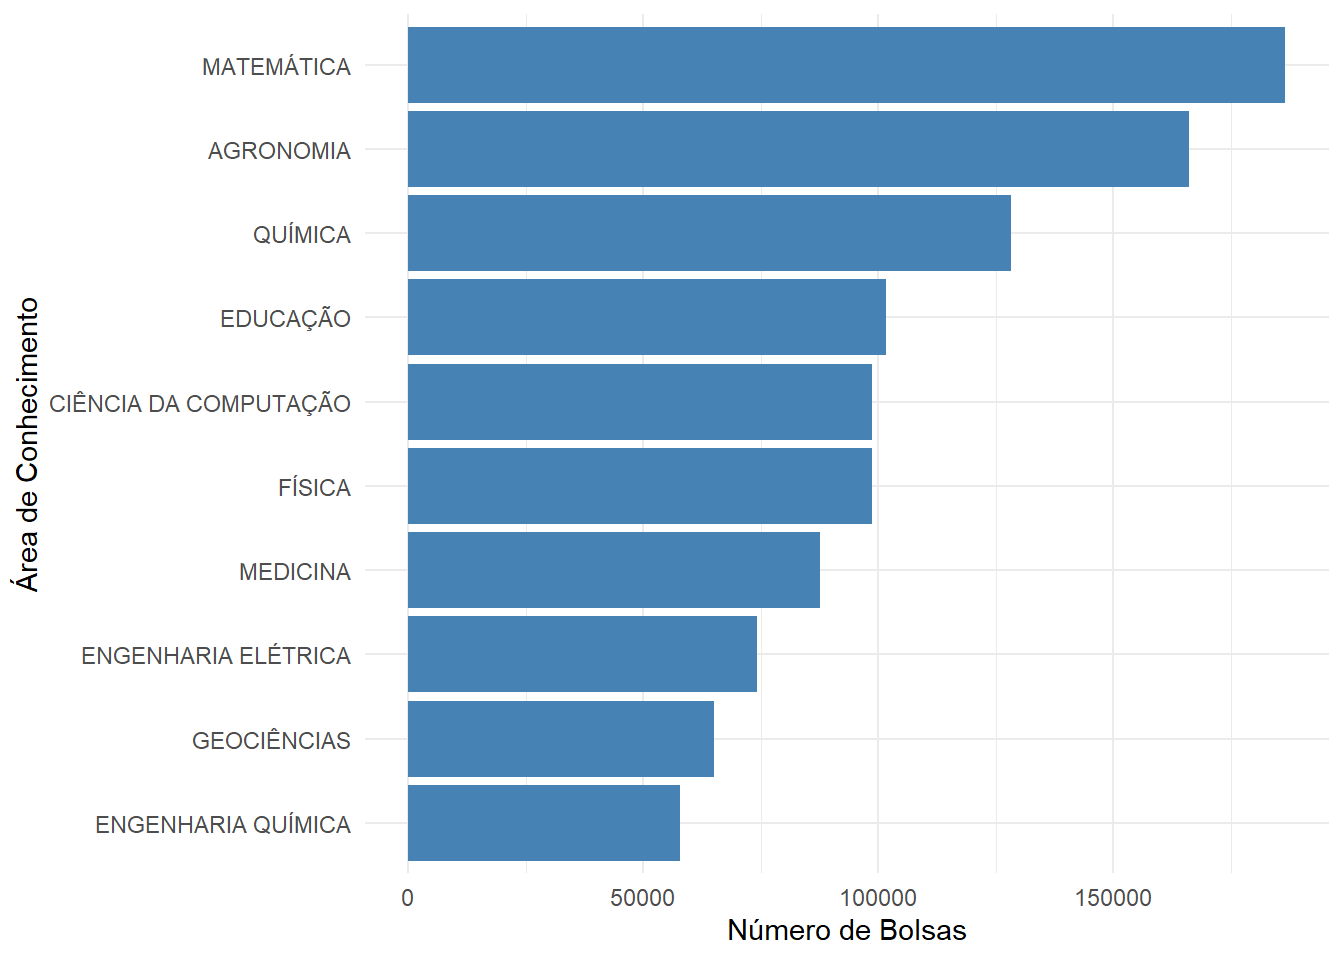 MATEMÁTICA
AGRONOMIA
QUÍMICA
EDUCAÇÃO
CIÊNCIA DA COMPUTAÇÃO
FÍSICA
MEDICINA
ENGENHARIA ELÉTRICA
GEOCIÊNCIAS
ENGENHARIA QUÍMICA
Área de Conhecimento
0 50000 100000 150000
Número de Bolsas